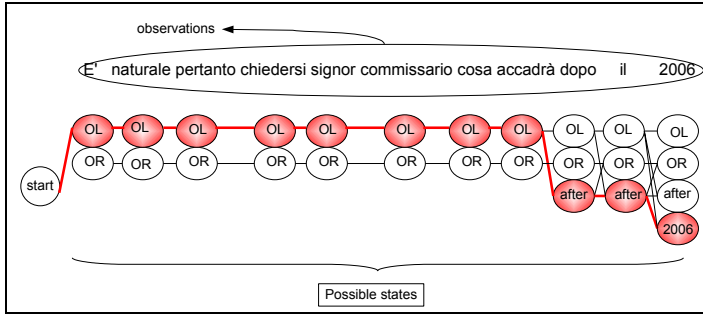 observations
E' naturale pertanto chiedersi signor commissario cosa accadrà dopo il 2006
OL OL OL OL OL OL OL OL OL OL OL
OR OR OR OR OR OR OR OR OR OR OR
start after after after
2006
Possible states